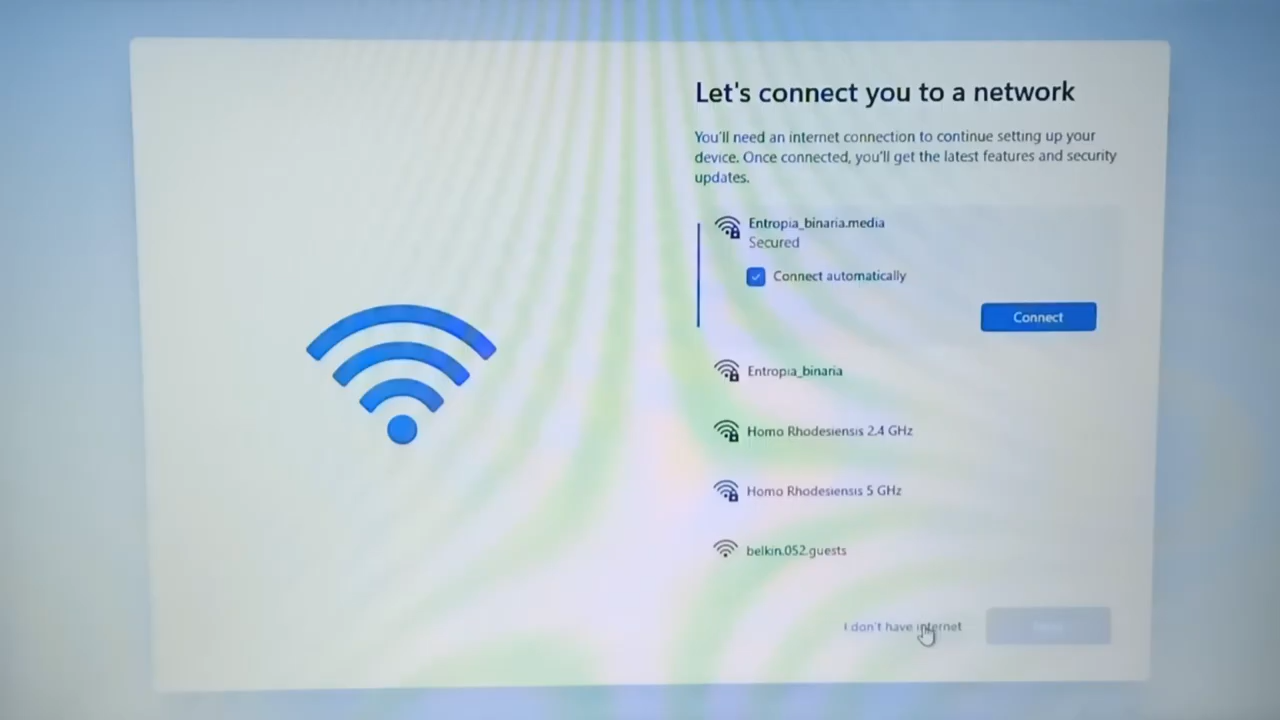 Let's connect you to a network
You'll need an internet connection to continue setting up your
device. Once connected, you'll get the latest features and security
updates.
Entropia_binaria.media
Secured
Connect automatically
Connect
Entropia_binaria
Homo Rhodesiensis 2.4 GHz
Homo Rhodesiensis 5 GHz
belkin.052.guests
I don't have internet